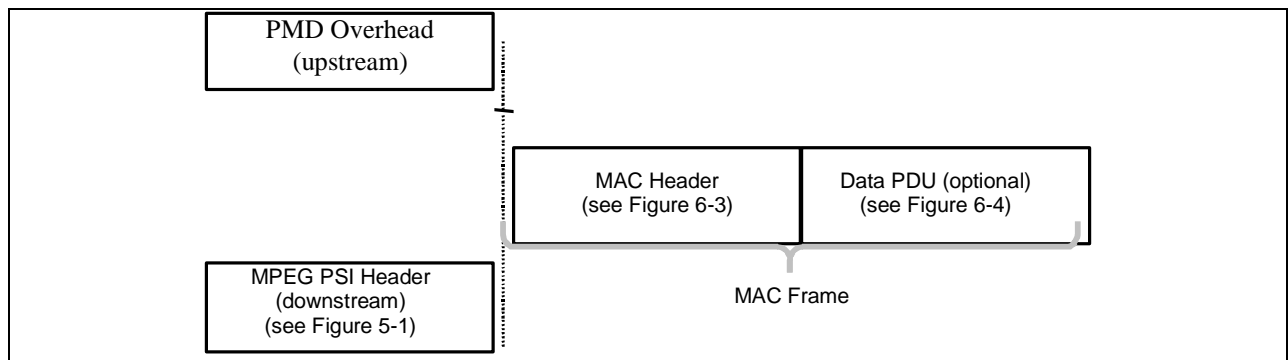 PMD Overhead
(upstream)
MAC Header
(see Figure 6-3)
Data PDU (optional)
(see Figure 6-4)
MPEG PSI Header
(downstream)
(see Figure 5-1)
MAC Frame